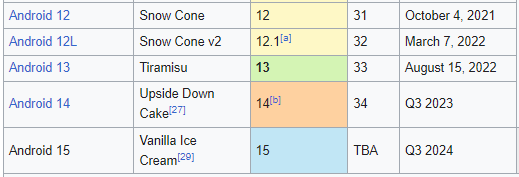 Android 12 Snow Cone 12 31 October 4, 2021
Android 12L Snow Cone v2 12.1[a] 32 March 7, 2022
Android 13 Tiramisu 13 33 August 15, 2022
Android 14 Upside Down Cake[27] 14[b] 34 Q3 2023
Android 15 Vanilla Ice Cream[29] 15 TBA Q3 2024